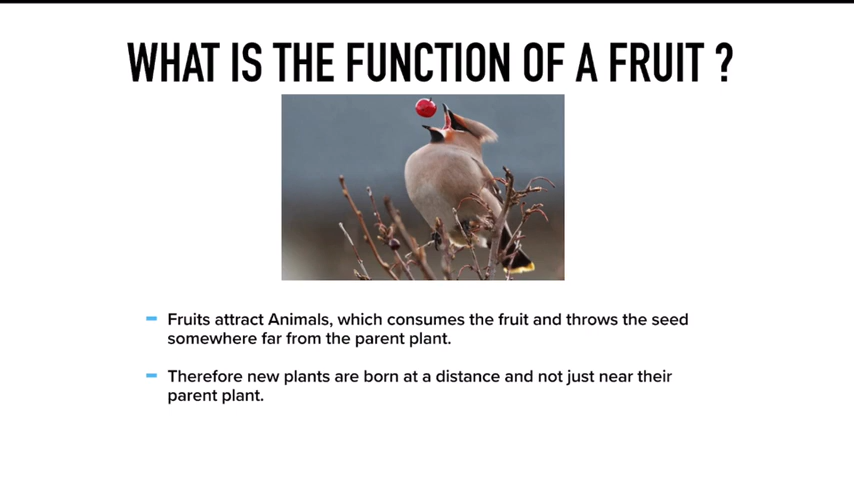 WHAT IS THE FUNCTION OF A FRUIT ?
Fruits attract Animals, which consumes the fruit and throws the seed
somewhere far from the parent plant.
Therefore new plants are born at a distance and not just near their
parent plant.